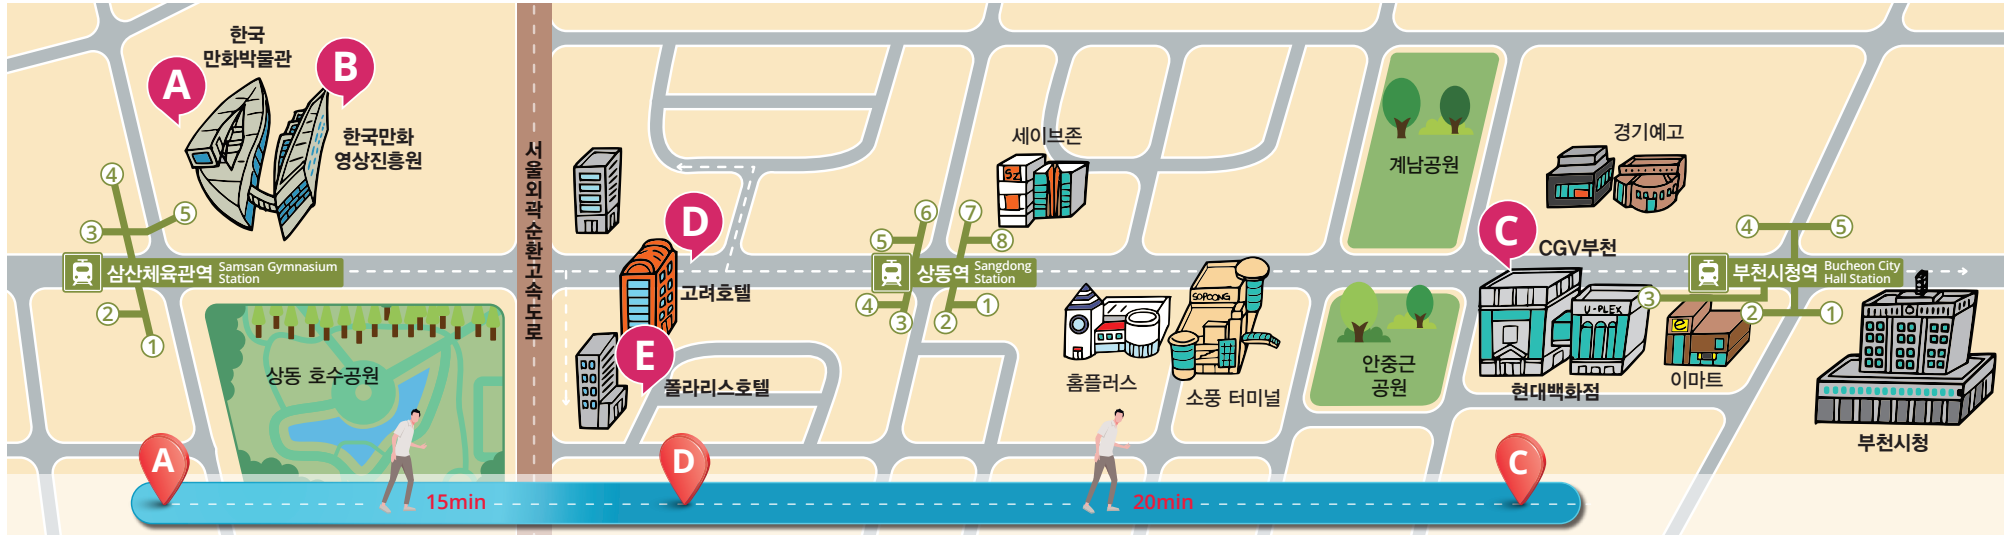 한국
만화박물관
A
B
한국만화
영상진흥원
4
3
5
삼산체육관역
Samsan Gymnasium
Station
2
1
상동 호수공원
서울외곽순환고속도로
D
고려호텔
E
폴라리스호텔
6
7
5
8
상동역
Sangdong
Station
4
3
2
1
세이브존
SZ
홈플러스
SOPOONG
소풍 터미널
계남공원
안중근
공원
경기예고
C
CGV부천
U-PLEX
현대백화점
e
이마트
4
5
부천시청역
Bucheon City
Hall Station
3
2
1
부천시청
A
15min
D
20min
C